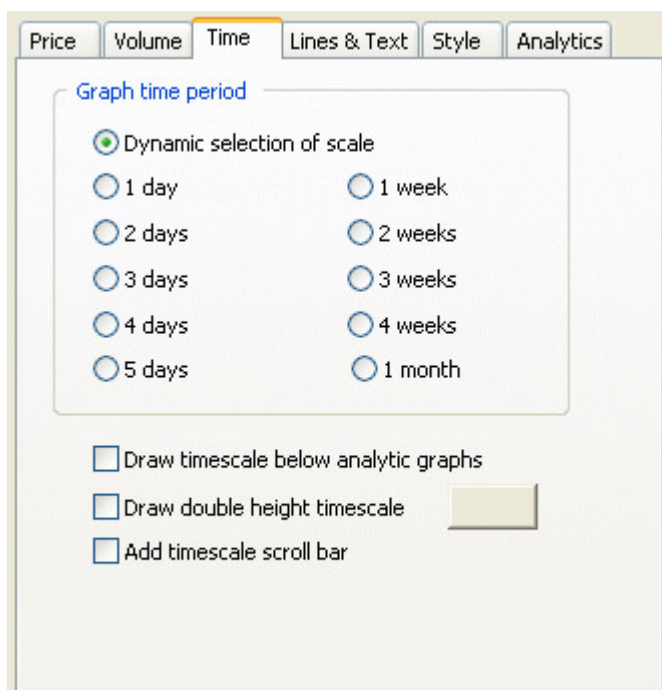 Price Volume Time Lines & Text Style Analytics
Graph time period
Dynamic selection of scale
1 day 1 week
2 days 2 weeks
3 days 3 weeks
4 days 4 weeks
5 days 1 month
Draw timescale below analytic graphs
Draw double height timescale
Add timescale scroll bar